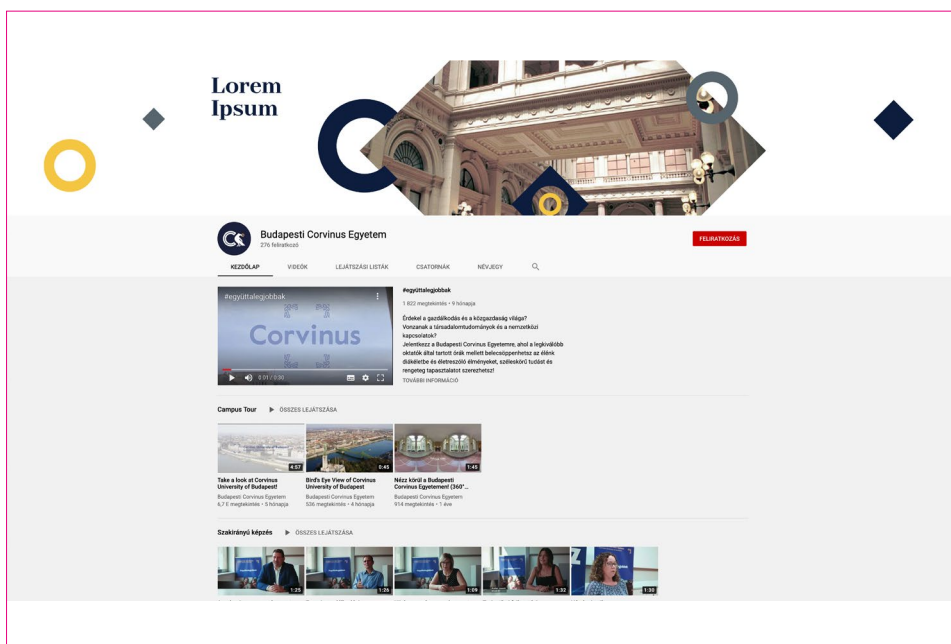 Lorem
Ipsum
Budapesti Corvinus Egyetem
276 feliratkozó
FELIRATKOZÁS
KEZDŐLAP VIDEÓK LEJÁTSZÁSI LISTÁK CSATORNÁK NÉVJEGY
#együttalegjobbak
Corvinus
0:01 / 0:30
#együttalegjobbak
1 822 megtekintés • 9 hónapja
Érdekel a gazdálkodás és a közgazdaság világa?
Vonzanak a társadalomtudományok és a nemzetközi
kapcsolatok?
Jelentkezz a Budapesti Corvinus Egyetemre, ahol a legkiválóbb
oktatók által tartott órák mellett belecsöppenhetsz az élénk
diákéletbe és életreszóló élményeket, széleskörű tudást és
rengeteg tapasztalatot szerezhetsz!
TOVÁBBI INFORMÁCIÓ
Campus Tour ÖSSZES LEJÁTSZÁSA
4:57 0:45 1:45
Take a look at Corvinus
University of Budapest!
Budapesti Corvinus Egyetem
6,7 E megtekintés • 5 hónapja
Bird's Eye View of Corvinus
University of Budapest
Budapesti Corvinus Egyetem
536 megtekintés • 4 hónapja
Nézz körül a Budapesti
Corvinus Egyetemen! (360°...
Budapesti Corvinus Egyetem
914 megtekintés • 1 éve
Szakirányú képzés ÖSSZES LEJÁTSZÁSA
1:25 1:26 1:09 1:32 1:30